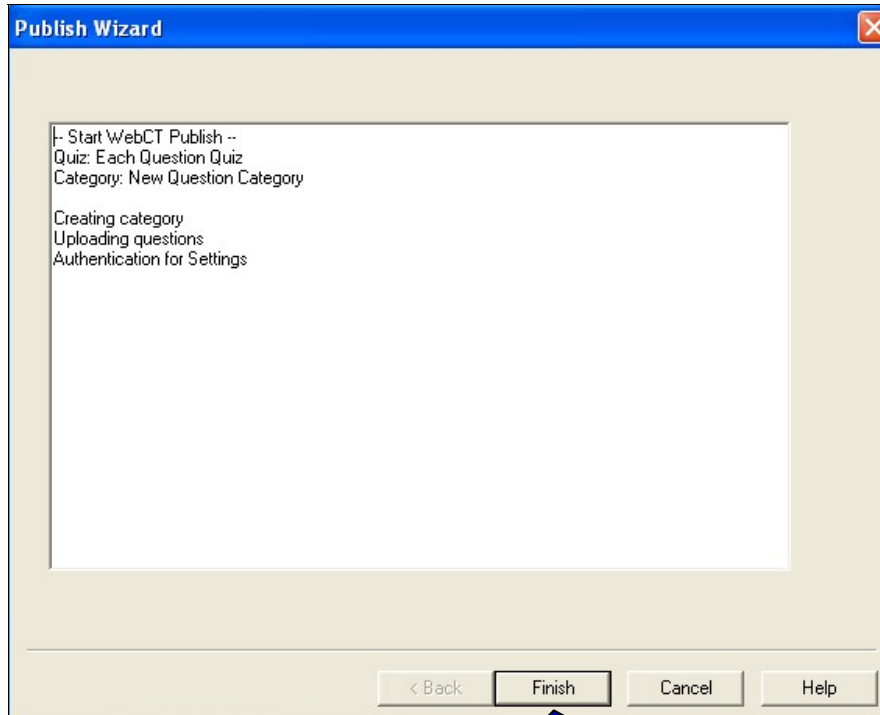 Publish Wizard
-- Start WebCT Publish --
Quiz: Each Question Quiz
Category: New Question Category
Creating category
Uploading questions
Authentication for Settings
< Back Finish Cancel Help